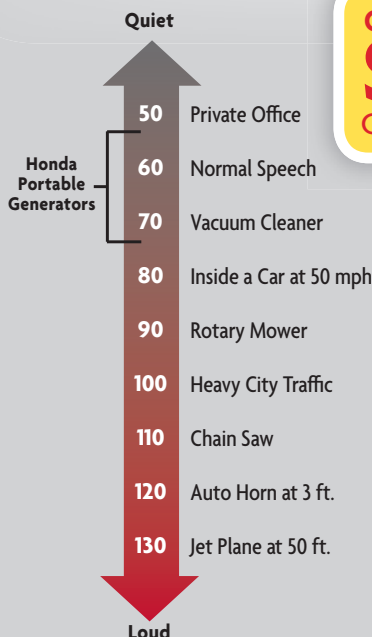 Quiet
50 Private Office
60 Normal Speech
Honda
Portable
Generators
70 Vacuum Cleaner
80 Inside a Car at 50 mph
90 Rotary Mower
100 Heavy City Traffic
110 Chain Saw
120 Auto Horn at 3 ft.
130 Jet Plane at 50 ft.
Loud